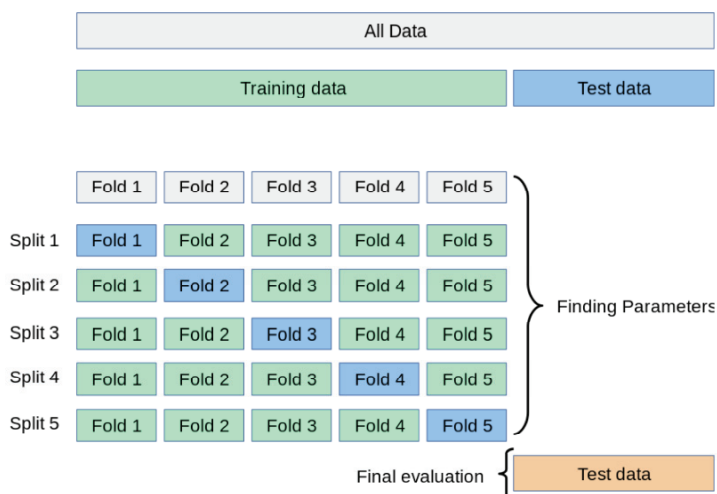 All Data
Training data Test data
Fold 1 Fold 2 Fold 3 Fold 4 Fold 5
Split 1 Fold 1 Fold 2 Fold 3 Fold 4 Fold 5
Split 2 Fold 1 Fold 2 Fold 3 Fold 4 Fold 5
Finding Parameters
Split 3 Fold 1 Fold 2 Fold 3 Fold 4 Fold 5
Split 4 Fold 1 Fold 2 Fold 3 Fold 4 Fold 5
Split 5 Fold 1 Fold 2 Fold 3 Fold 4 Fold 5
Final evaluation Test data